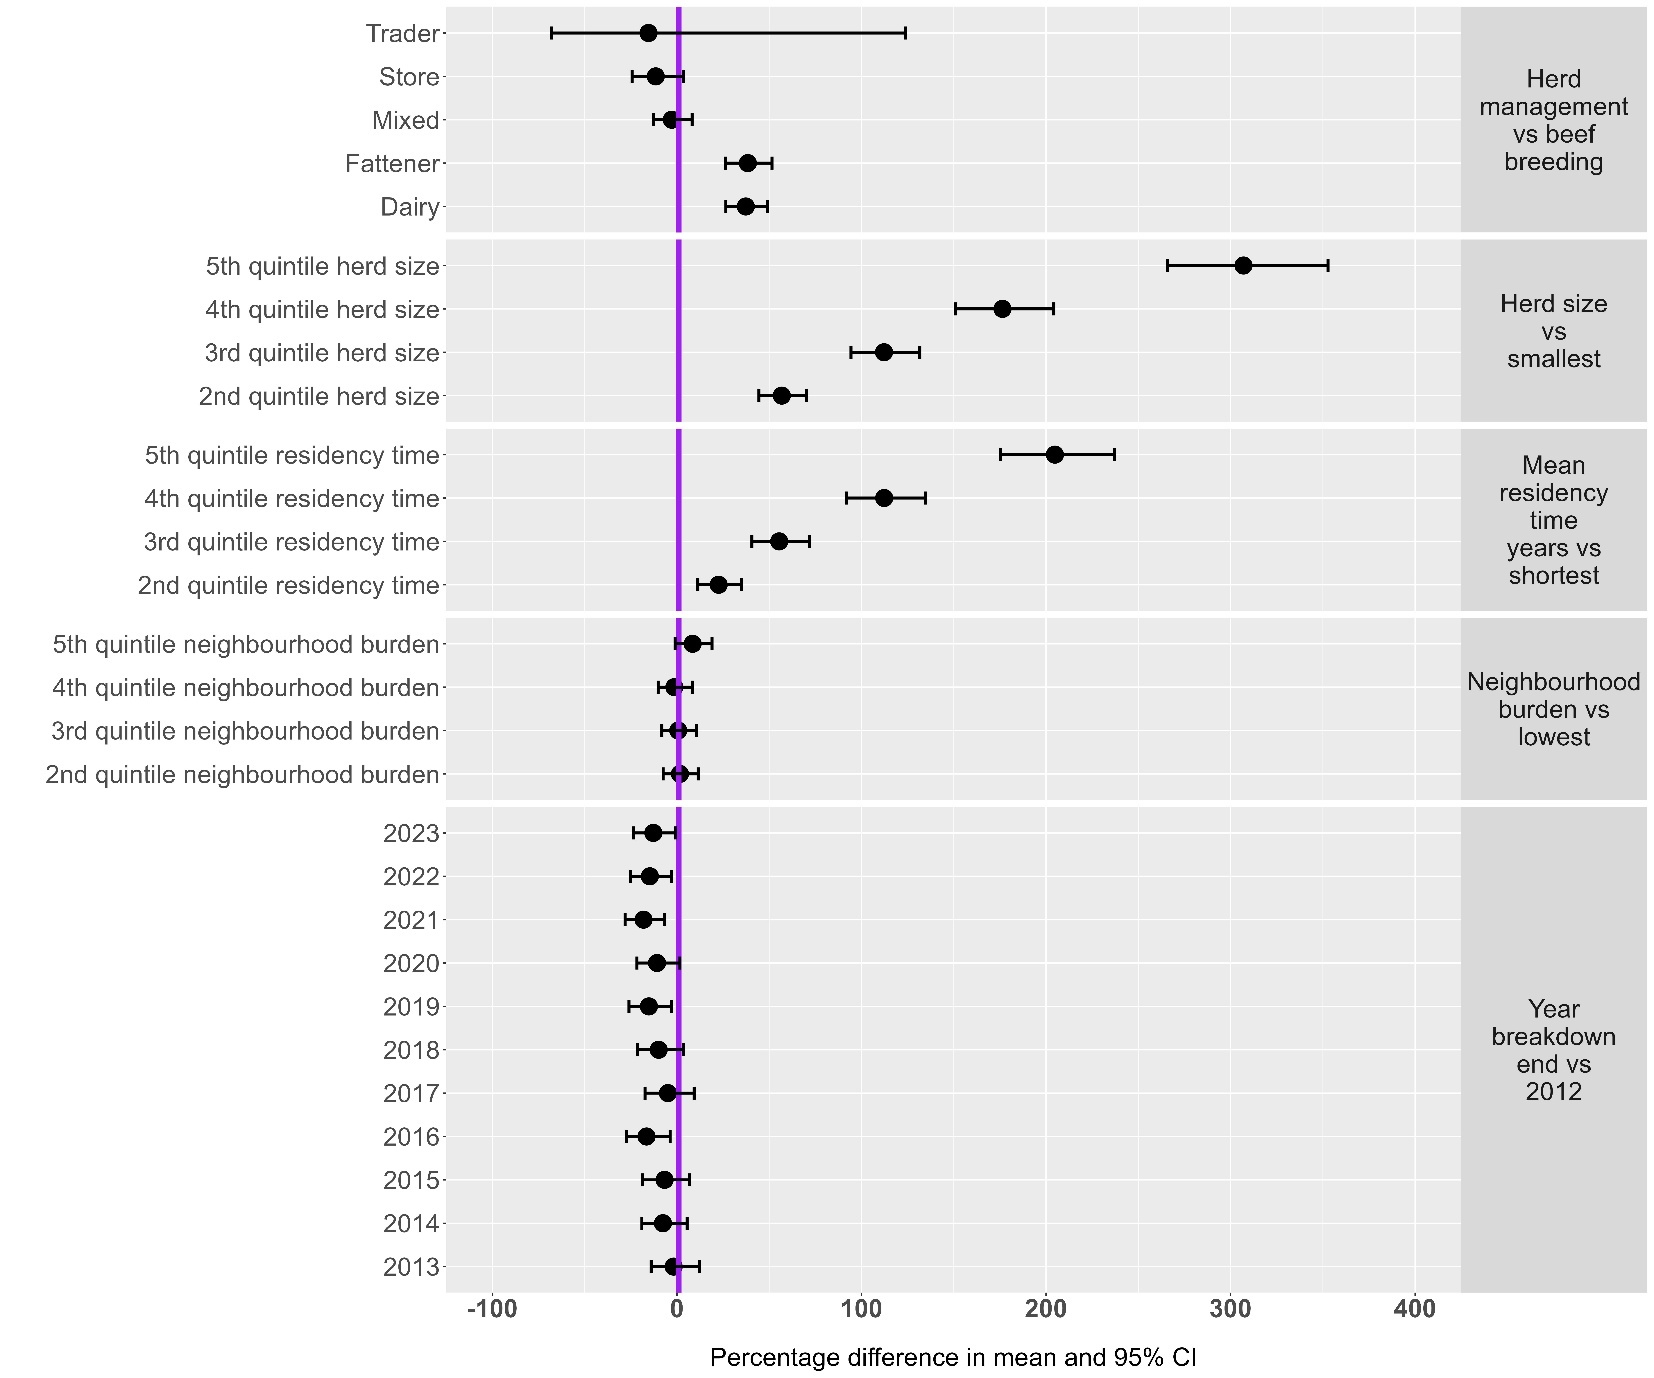 Trader
Store
Mixed
Fattener
Dairy
Herd
management
vs beef
breeding
5th quintile herd size
4th quintile herd size
3rd quintile herd size
2nd quintile herd size
Herd size
vs
smallest
5th quintile residency time
4th quintile residency time
3rd quintile residency time
2nd quintile residency time
Mean
residency
time
years vs
shortest
5th quintile neighbourhood burden
4th quintile neighbourhood burden
3rd quintile neighbourhood burden
2nd quintile neighbourhood burden
Neighbourhood
burden vs
lowest
2023
2022
2021
2020
2019
2018
2017
2016
2015
2014
2013
Year
breakdown
end vs
2012
-100 0 100 200 300 400
Percentage difference in mean and 95% CI